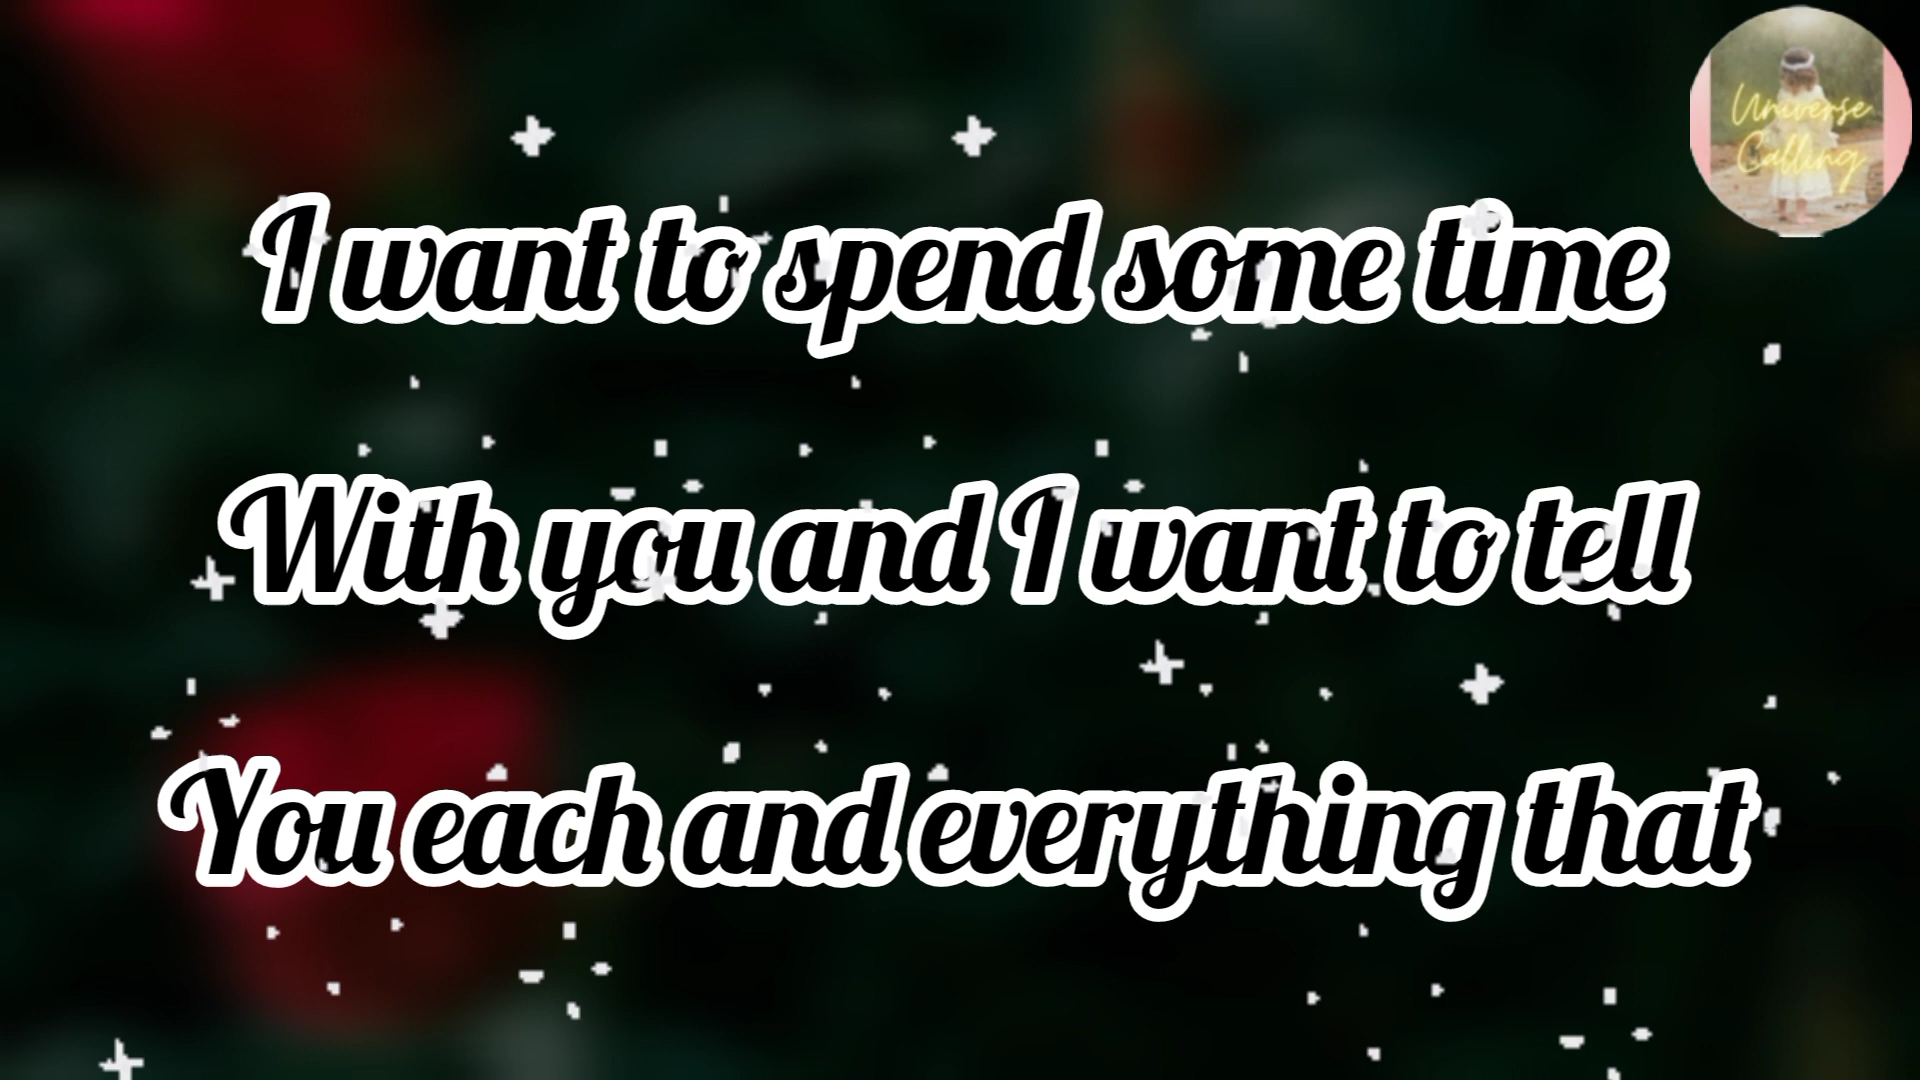 Universe
Calling
I want to spend some time
With you and I want to tell
You each and everything that